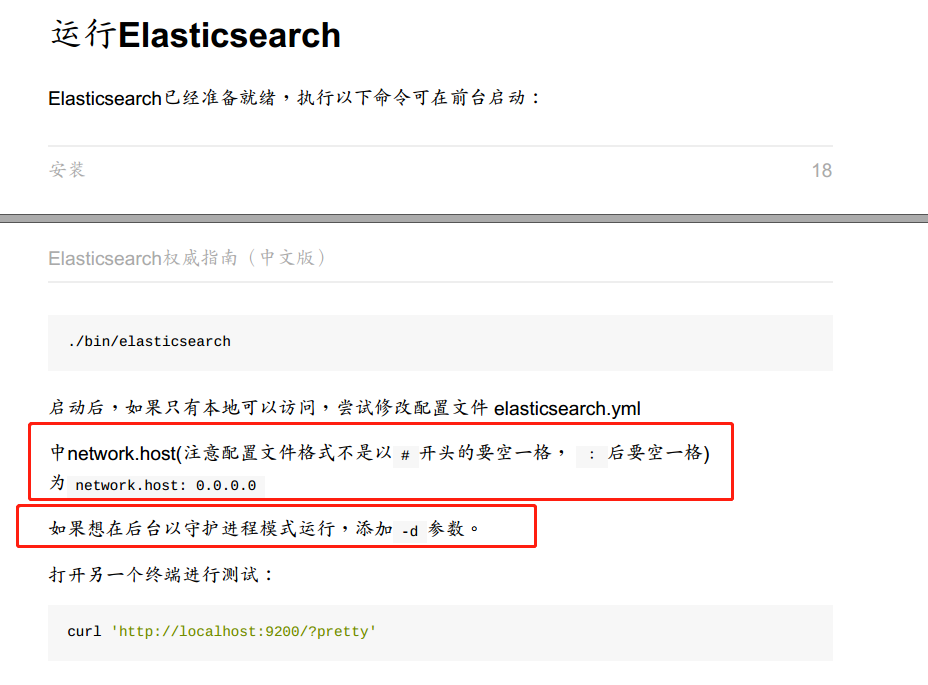 运行Elasticsearch
Elasticsearch已经准备就绪，执行以下命令可在前台启动：
安装 18
Elasticsearch权威指南（中文版）
./bin/elasticsearch
启动后，如果只有本地可以访问，尝试修改配置文件 elasticsearch.yml
中network.host(注意配置文件格式不是以 # 开头的要空一格， : 后要空一格)
为 network.host: 0.0.0.0
如果想在后台以守护进程模式运行，添加 -d 参数。
打开另一个终端进行测试：
curl 'http://localhost:9200/?pretty'